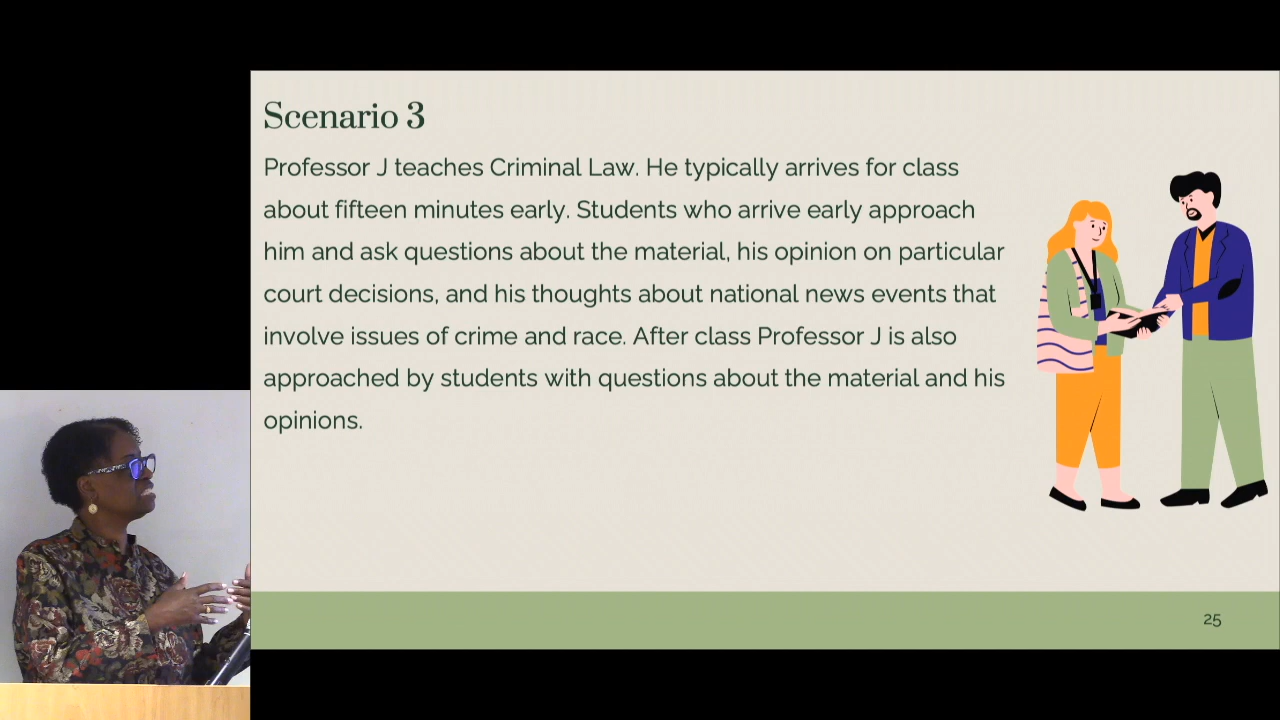 Scenario 3
Professor J teaches Criminal Law. He typically arrives for class
about fifteen minutes early. Students who arrive early approach
him and ask questions about the material, his opinion on particular
court decisions, and his thoughts about national news events that
involve issues of crime and race. After class Professor J is also
approached by students with questions about the material and his
opinions.
25